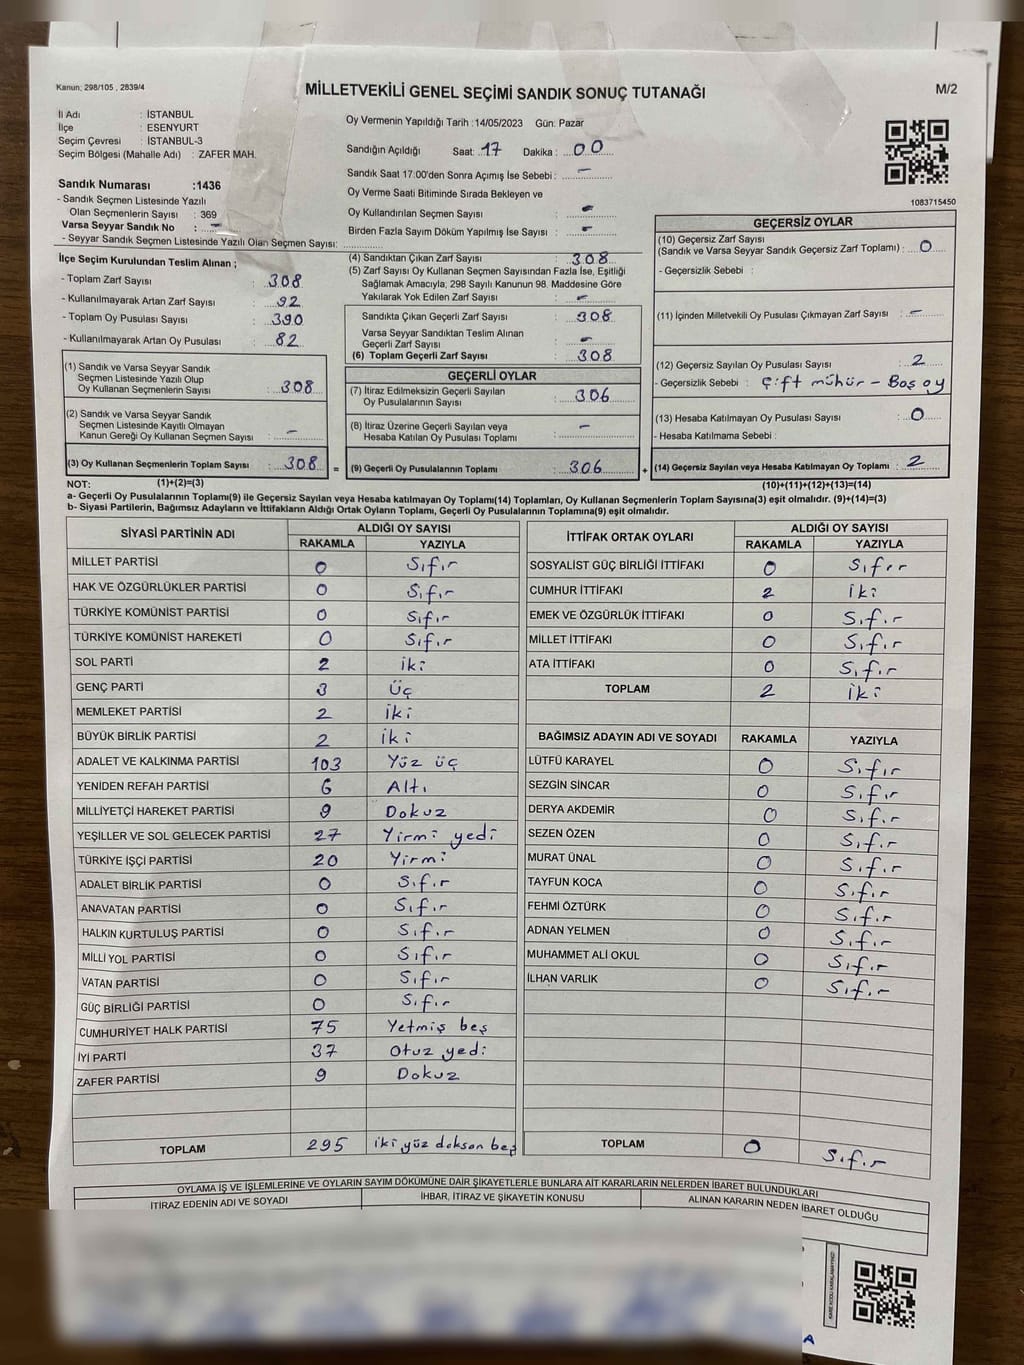 Kanun; 298/105 , 2839/4
MİLLETVEKİLİ GENEL SEÇİMİ SANDIK SONUÇ TUTANAĞI
M/2
İl Adı : İSTANBUL
İlçe : ESENYURT
Seçim Çevresi : İSTANBUL-3
Seçim Bölgesi (Mahalle Adı) : ZAFER MAH.
Oy Vermenin Yapıldığı Tarih :14/05/2023 Gün: Pazar
Sandığın Açıldığı Saat: 17 Dakika : 00
Sandık Saat 17:00'den Sonra Açımış İse Sebebi : –
Oy Verme Saati Bitiminde Sırada Bekleyen ve
Oy Kullandırılan Seçmen Sayısı : –
Birden Fazla Sayım Döküm Yapılmış İse Sayısı : –
Sandık Numarası :1436
- Sandık Seçmen Listesinde Yazılı
Olan Seçmenlerin Sayısı : 369
Varsa Seyyar Sandık No : –
- Seyyar Sandık Seçmen Listesinde Yazılı Olan Seçmen Sayısı:
1083715450
İlçe Seçim Kurulundan Teslim Alınan ;
- Toplam Zarf Sayısı : 308
- Kullanılmayarak Artan Zarf Sayısı : 92
- Toplam Oy Pusulası Sayısı : 390
- Kullanılmayarak Artan Oy Pusulası : 82
(1) Sandık ve Varsa Seyyar Sandık
Seçmen Listesinde Yazılı Olup
Oy Kullanan Seçmenlerin Sayısı : 308
(2) Sandık ve Varsa Seyyar Sandık
Seçmen Listesinde Kayıtlı Olmayan
Kanun Gereği Oy Kullanan Seçmen Sayısı : –
(3) Oy Kullanan Seçmenlerin Toplam Sayısı : 308
(4) Sandıktan Çıkan Zarf Sayısı : 308
(5) Zarf Sayısı Oy Kullanan Seçmen Sayısından Fazla İse, Eşitliği
Sağlamak Amacıyla, 298 Sayılı Kanunun 98. Maddesine Göre
Yakılarak Yok Edilen Zarf Sayısı : –
Sandıkta Çıkan Geçerli Zarf Sayısı : 308
Varsa Seyyar Sandıktan Teslim Alınan
Geçerli Zarf Sayısı : –
(6) Toplam Geçerli Zarf Sayısı : 308
GEÇERLİ OYLAR
(7) İtiraz Edilmeksizin Geçerli Sayılan
Oy Pusulalarının Sayısı : 306
(8) İtiraz Üzerine Geçerli Sayılan veya
Hesaba Katılan Oy Pusulası Toplamı : –
= (9) Geçerli Oy Pusulalarının Toplamı : 306
GEÇERSİZ OYLAR
(10) Geçersiz Zarf Sayısı
(Sandık ve Varsa Seyyar Sandık Geçersiz Zarf Toplamı) : 0
- Geçersizlik Sebebi :
(11) İçinden Milletvekili Oy Pusulası Çıkmayan Zarf Sayısı : –
(12) Geçersiz Sayılan Oy Pusulası Sayısı : 2
- Geçersizlik Sebebi : Çift mühür – Boş oy
(13) Hesaba Katılmayan Oy Pusulası Sayısı : 0
- Hesaba Katılmama Sebebi :
+ (14) Geçersiz Sayılan veya Hesaba Katılmayan Oy Toplamı : 2
NOT: (1)+(2)=(3) (10)+(11)+(12)+(13)=(14)
a- Geçerli Oy Pusulalarının Toplamı(9) ile Geçersiz Sayılan veya Hesaba katılmayan Oy Toplamı(14) Toplamları, Oy Kullanan Seçmenlerin Toplam Sayısına(3) eşit olmalıdır. (9)+(14)=(3)
b- Siyasi Partilerin, Bağımsız Adayların ve İttifakların Aldığı Ortak Oyların Toplamı, Geçerli Oy Pusulalarının Toplamına(9) eşit olmalıdır.
SİYASİ PARTİNİN ADI ALDIĞI OY SAYISI
RAKAMLA YAZIYLA
MİLLET PARTİSİ 0 Sıfır
HAK VE ÖZGÜRLÜKLER PARTİSİ 0 Sıfır
TÜRKİYE KOMÜNİST PARTİSİ 0 Sıfır
TÜRKİYE KOMÜNİST HAREKETİ 0 Sıfır
SOL PARTİ 2 iki
GENÇ PARTİ 3 Üç
MEMLEKET PARTİSİ 2 iki
BÜYÜK BİRLİK PARTİSİ 2 iki
ADALET VE KALKINMA PARTİSİ 103 Yüz üç
YENİDEN REFAH PARTİSİ 6 Altı
MİLLİYETÇİ HAREKET PARTİSİ 9 Dokuz
YEŞİLLER VE SOL GELECEK PARTİSİ 27 Yirmi yedi
TÜRKİYE İŞÇİ PARTİSİ 20 Yirmi
ADALET BİRLİK PARTİSİ 0 Sıfır
ANAVATAN PARTİSİ 0 Sıfır
HALKIN KURTULUŞ PARTİSİ 0 Sıfır
MİLLİ YOL PARTİSİ 0 Sıfır
VATAN PARTİSİ 0 Sıfır
GÜÇ BİRLİĞİ PARTİSİ 0 Sıfır
CUMHURİYET HALK PARTİSİ 75 Yetmiş beş
İYİ PARTİ 37 Otuz yedi
ZAFER PARTİSİ 9 Dokuz
TOPLAM 295 iki yüz doksan beş
İTTİFAK ORTAK OYLARI ALDIĞI OY SAYISI
RAKAMLA YAZIYLA
SOSYALİST GÜÇ BİRLİĞİ İTTİFAKI 0 Sıfır
CUMHUR İTTİFAKI 2 iki
EMEK VE ÖZGÜRLÜK İTTİFAKI 0 Sıfır
MİLLET İTTİFAKI 0 Sıfır
ATA İTTİFAKI 0 Sıfır
TOPLAM 2 iki
BAĞIMSIZ ADAYIN ADI VE SOYADI RAKAMLA YAZIYLA
LÜTFÜ KARAYEL 0 Sıfır
SEZGİN SİNCAR 0 Sıfır
DERYA AKDEMİR 0 Sıfır
SEZEN ÖZEN 0 Sıfır
MURAT ÜNAL 0 Sıfır
TAYFUN KOCA 0 Sıfır
FEHMİ ÖZTÜRK 0 Sıfır
ADNAN YELMEN 0 Sıfır
MUHAMMET ALİ OKUL 0 Sıfır
İLHAN VARLIK 0 Sıfır
TOPLAM 0 Sıfır
OYLAMA İŞ VE İŞLEMLERİNE VE OYLARIN SAYIM DÖKÜMÜNE DAİR ŞİKAYETLERLE BUNLARA AİT KARARLARIN NELERDEN İBARET BULUNDUKLARI
İTİRAZ EDENİN ADI VE SOYADI İHBAR, İTİRAZ VE ŞİKAYETİN KONUSU ALINAN KARARIN NEDEN İBARET OLDUĞU